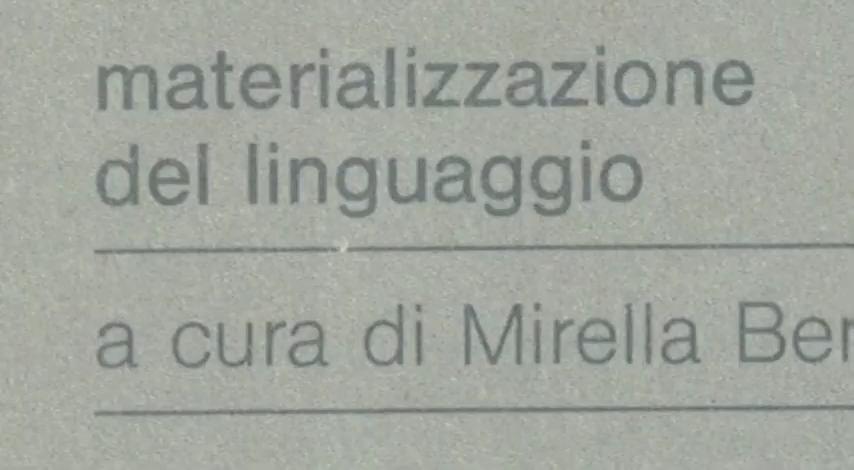 materializzazione
del linguaggio
a cura di Mirella